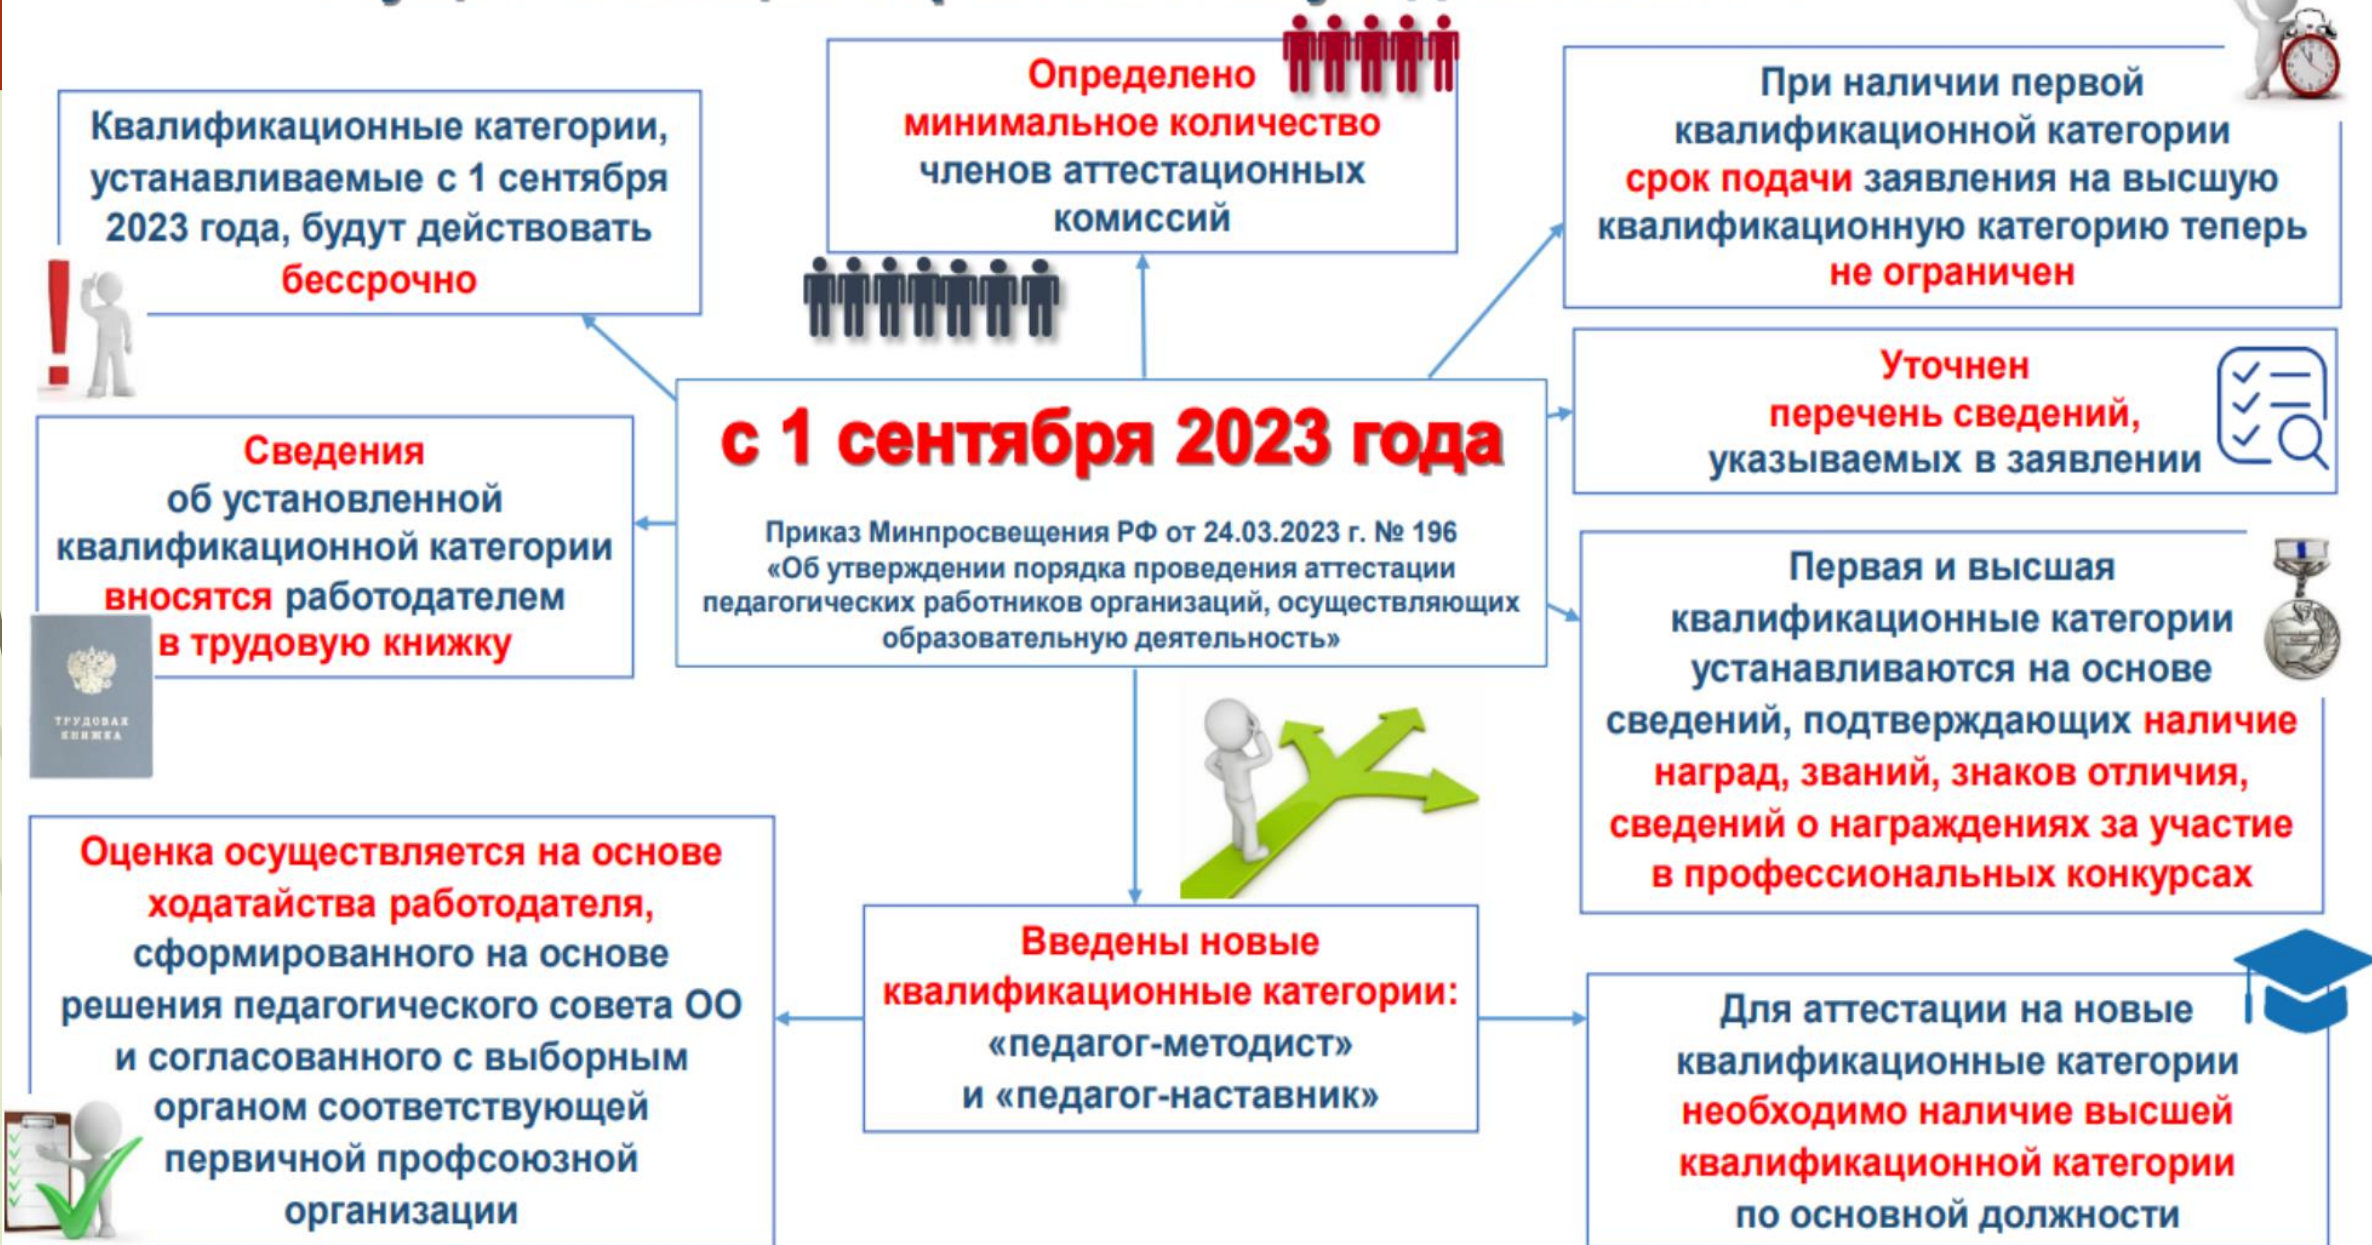 Квалификационные категории,
устанавливаемые с 1 сентября
2023 года, будут действовать
бессрочно
Определено
минимальное количество
членов аттестационных
комиссий
При наличии первой
квалификационной категории
срок подачи заявления на высшую
квалификационную категорию теперь
не ограничен
Сведения
об установленной
квалификационной категории
вносятся работодателем
в трудовую книжку
ТРУДОВАЯ
КНИЖКА
с 1 сентября 2023 года
Приказ Минпросвещения РФ от 24.03.2023 г. № 196
«Об утверждении порядка проведения аттестации
педагогических работников организаций, осуществляющих
образовательную деятельность»
Уточнен
перечень сведений,
указываемых в заявлении
Первая и высшая
квалификационные категории
устанавливаются на основе
сведений, подтверждающих наличие
наград, званий, знаков отличия,
сведений о награждениях за участие
в профессиональных конкурсах
Оценка осуществляется на основе
ходатайства работодателя,
сформированного на основе
решения педагогического совета ОО
и согласованного с выборным
органом соответствующей
первичной профсоюзной
организации
Введены новые
квалификационные категории:
«педагог-методист»
и «педагог-наставник»
Для аттестации на новые
квалификационные категории
необходимо наличие высшей
квалификационной категории
по основной должности